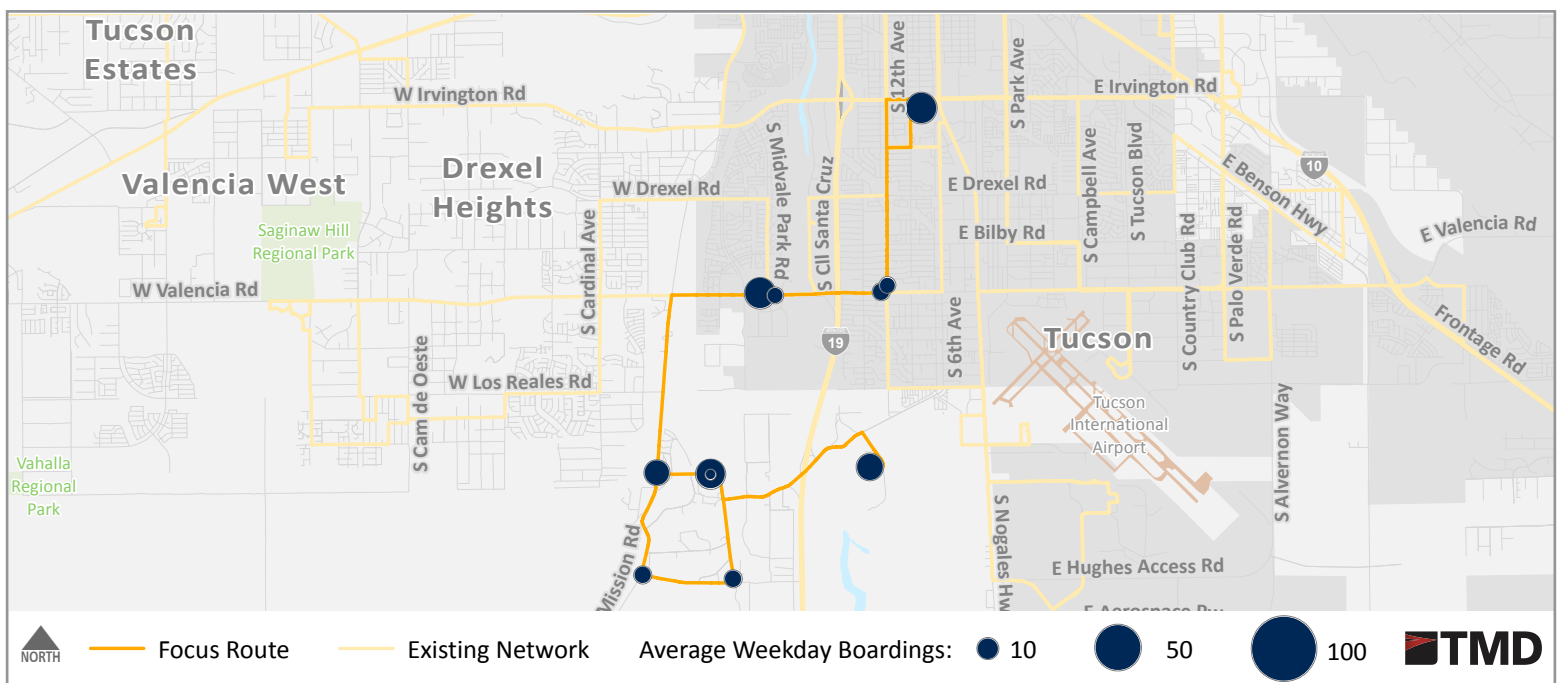 Tucson
Estates
W Irvington Rd
S 12th Ave
S Park Ave
E Irvington Rd
S Midvale Park Rd
S Cll Santa Cruz
Drexel
Heights
Valencia West
W Drexel Rd
E Drexel Rd
S Campbell Ave
S Tucson Blvd
10
E Benson Hwy
Saginaw Hill
Regional Park
S Cardinal Ave
E Bilby Rd
S Country Club Rd
S Palo Verde Rd
E Valencia Rd
W Valencia Rd
19
S 6th Ave
Tucson
Frontage Rd
S Cam de Oeste
W Los Reales Rd
Tucson
International
Airport
S Alvernon Way
Vahalla
Regional
Park
Mission Rd
S Nogales Hw
E Hughes Access Rd
NORTH
Focus Route
Existing Network
Average Weekday Boardings:
10
50
100
TMD